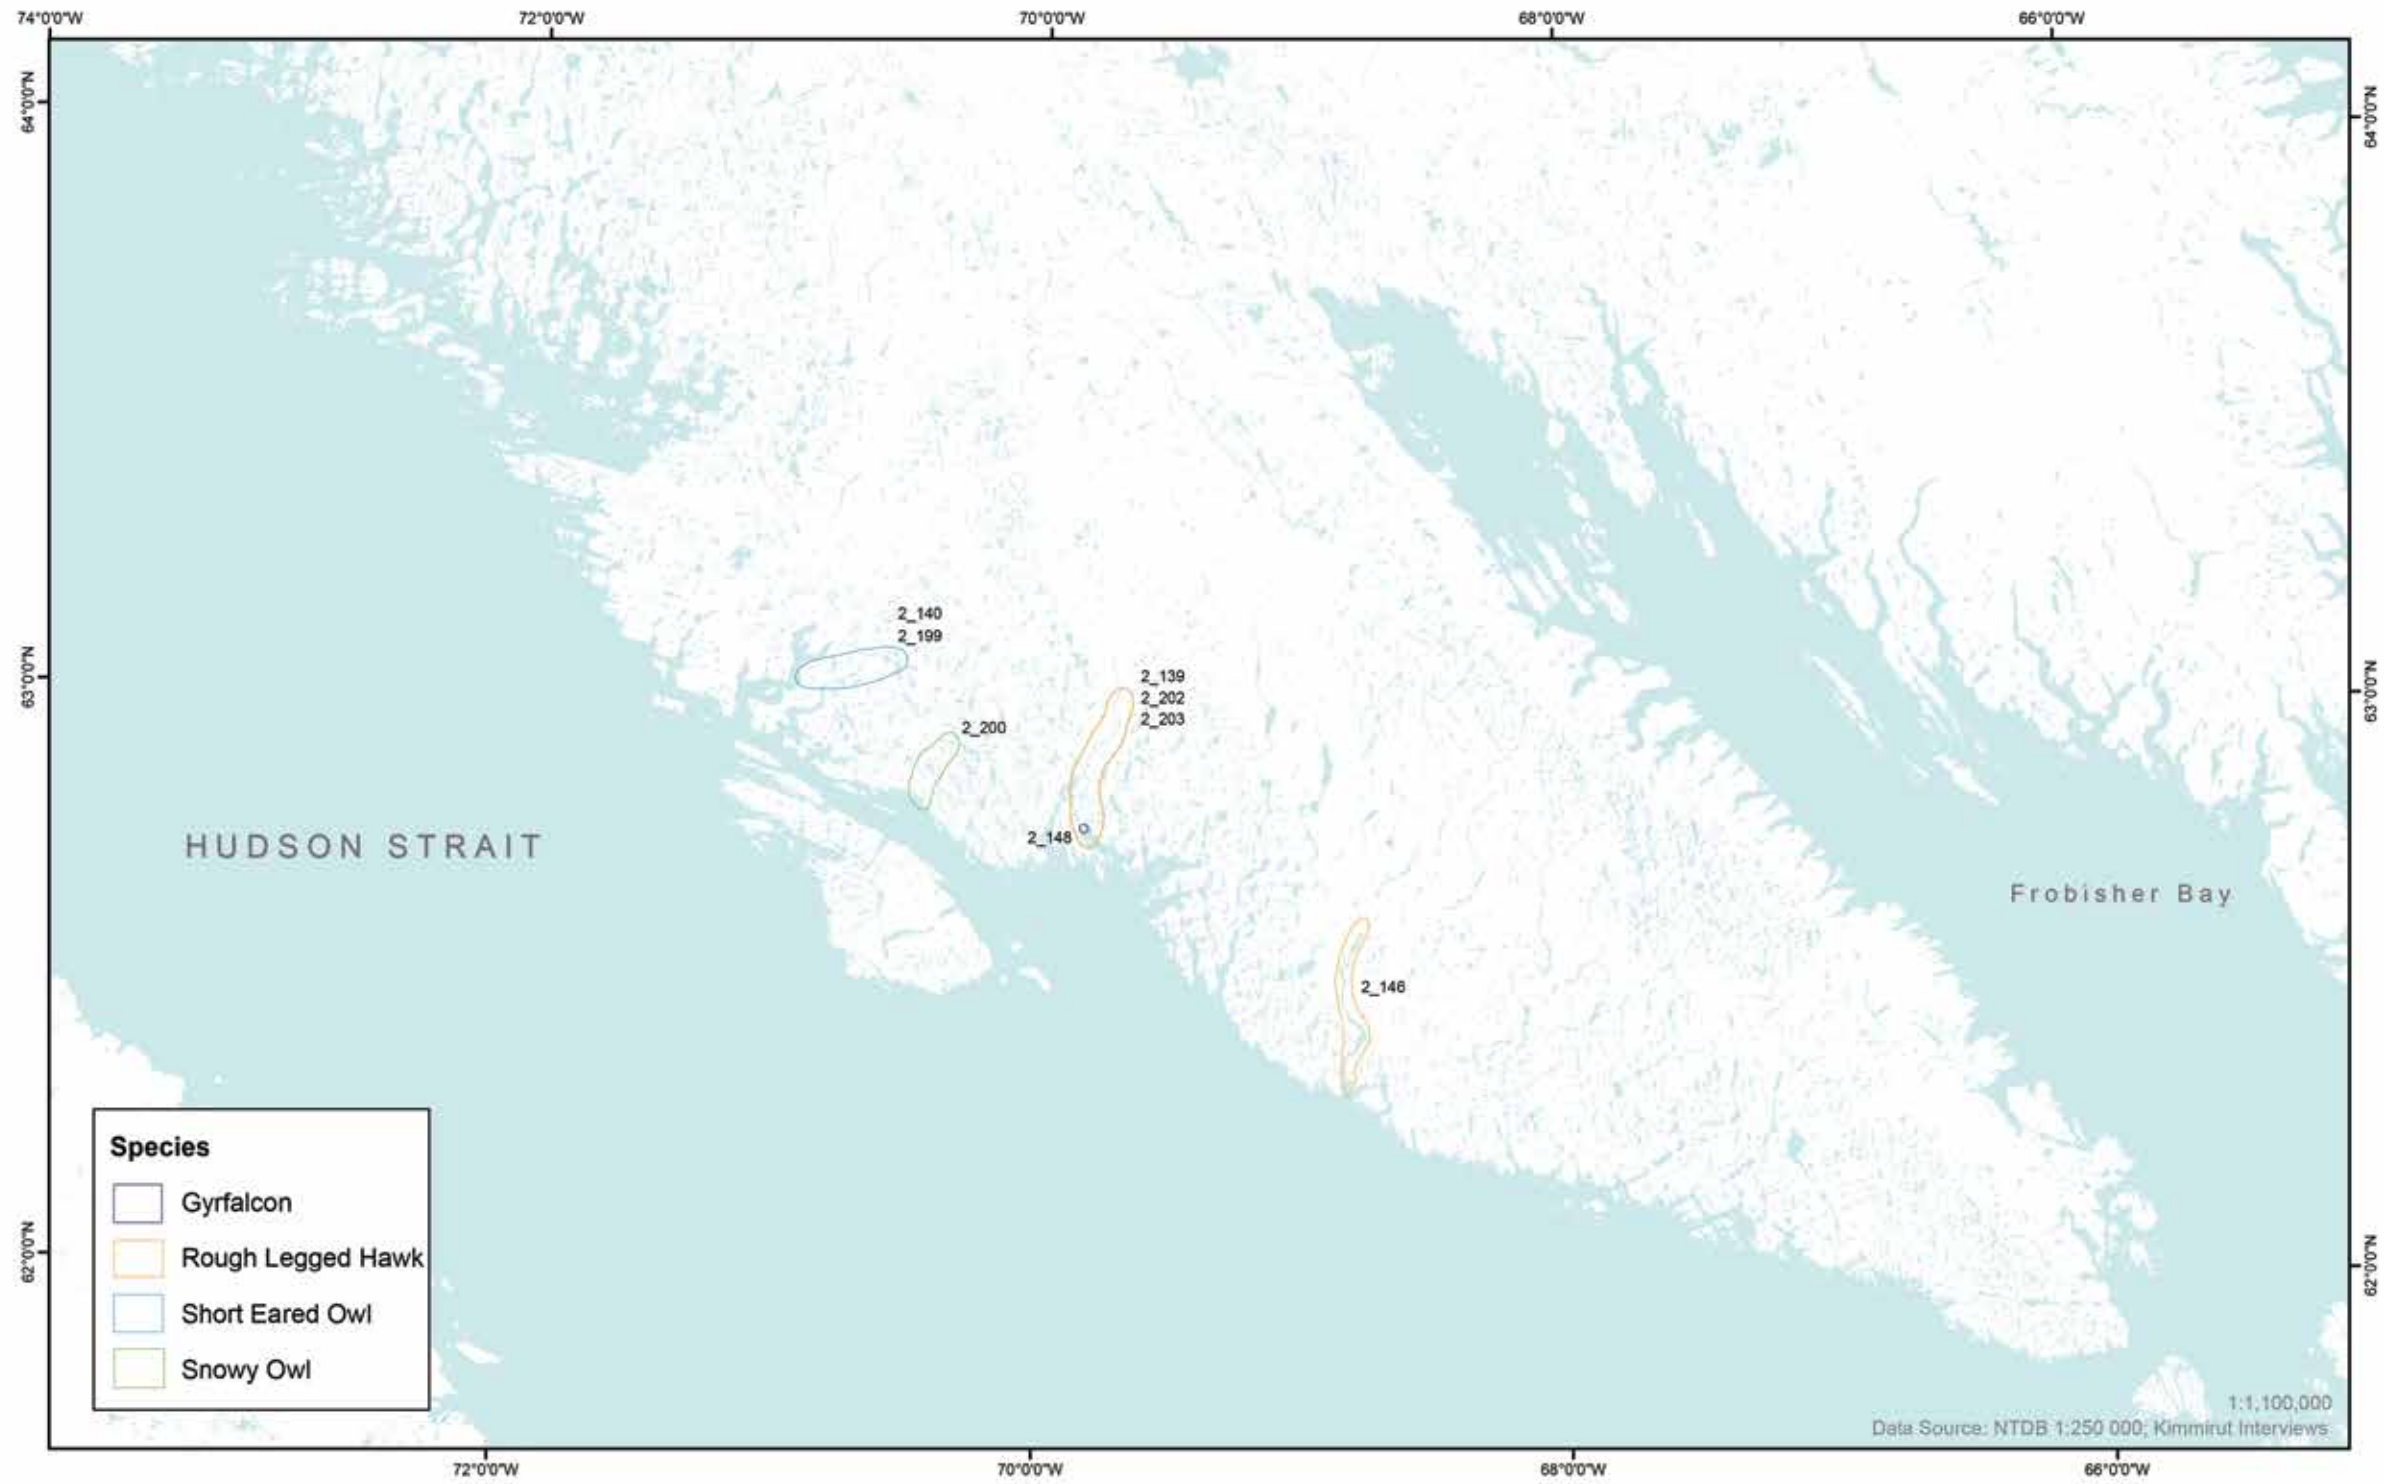 74°0'0"W 72°0'0"W 70°0'0"W 68°0'0"W 66°0'0"W
64°0'0"N
64°0'0"N
2_140
2_199
63°0'0"N
63°0'0"N
2_139
2_202
2_203
2_200
2_148
HUDSON STRAIT
Frobisher Bay
2_146
Species
Gyrfalcon
Rough Legged Hawk
Short Eared Owl
Snowy Owl
62°0'0"N
62°0'0"N
1:1,100,000
Data Source: NTDB 1:250 000; Kimmirut Interviews
72°0'0"W 70°0'0"W 68°0'0"W 66°0'0"W